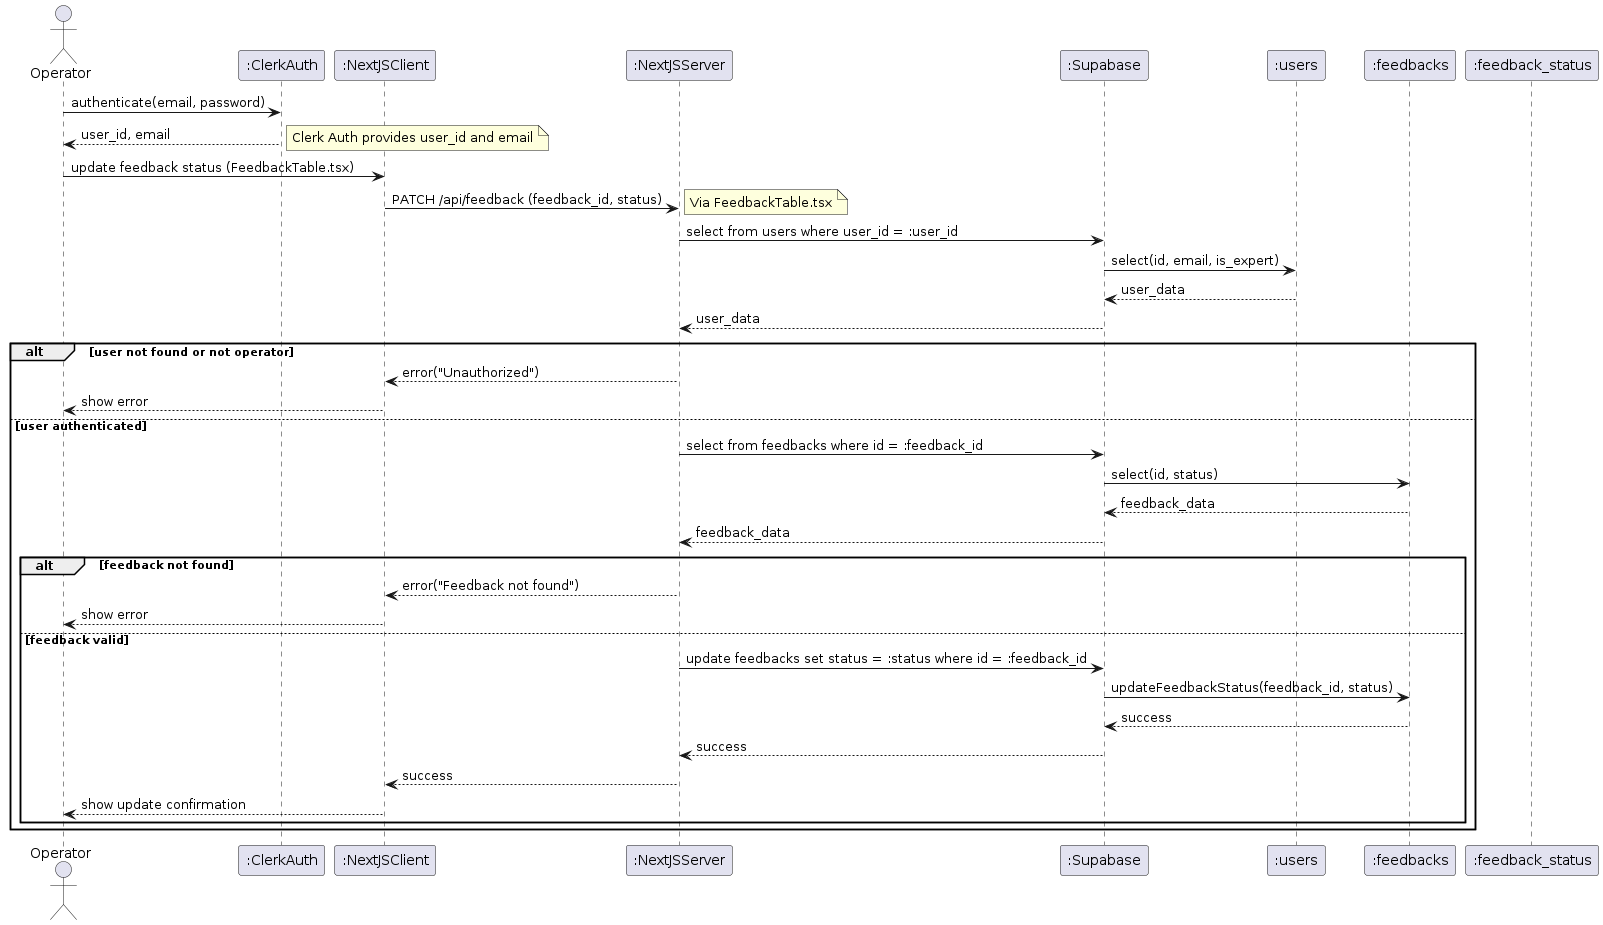 Operator
:ClerkAuth
:NextJSClient
:NextJSServer
:Supabase
:users
:feedbacks
:feedback_status
authenticate(email, password)
user_id, email
Clerk Auth provides user_id and email
update feedback status (FeedbackTable.tsx)
PATCH /api/feedback (feedback_id, status)
Via FeedbackTable.tsx
select from users where user_id = :user_id
select(id, email, is_expert)
user_data
user_data
alt
[user not found or not operator]
error("Unauthorized")
show error
[user authenticated]
select from feedbacks where id = :feedback_id
select(id, status)
feedback_data
feedback_data
alt
[feedback not found]
error("Feedback not found")
show error
[feedback valid]
update feedbacks set status = :status where id = :feedback_id
updateFeedbackStatus(feedback_id, status)
success
success
success
show update confirmation
Operator
:ClerkAuth
:NextJSClient
:NextJSServer
:Supabase
:users
:feedbacks
:feedback_status